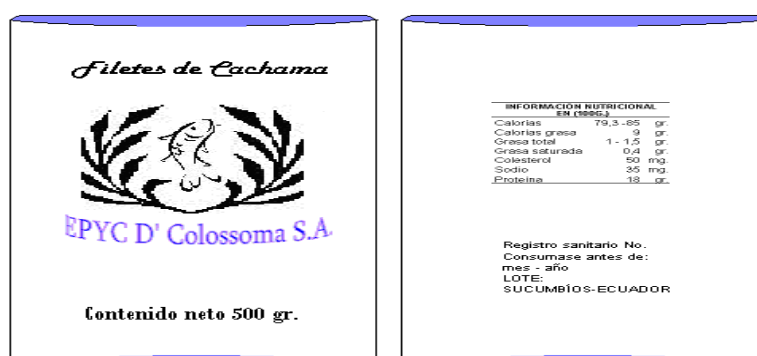 Filetes de Cachama
EPYC D' Colossoma S.A.
Contenido neto 500 gr.
INFORMACION NUTRICIONAL
EN (100G.)
Calorías 79,3 -85 gr.
Calorías grasa 9 gr.
Grasa total 1 - 1,5 gr.
Grasa saturada 0,4 gr.
Colesterol 50 mg.
Sodio 35 mg.
Proteína 18 gr.
Registro sanitario No.
Consumase antes de:
mes - año
LOTE:
SUCUMBÍOS-ECUADOR